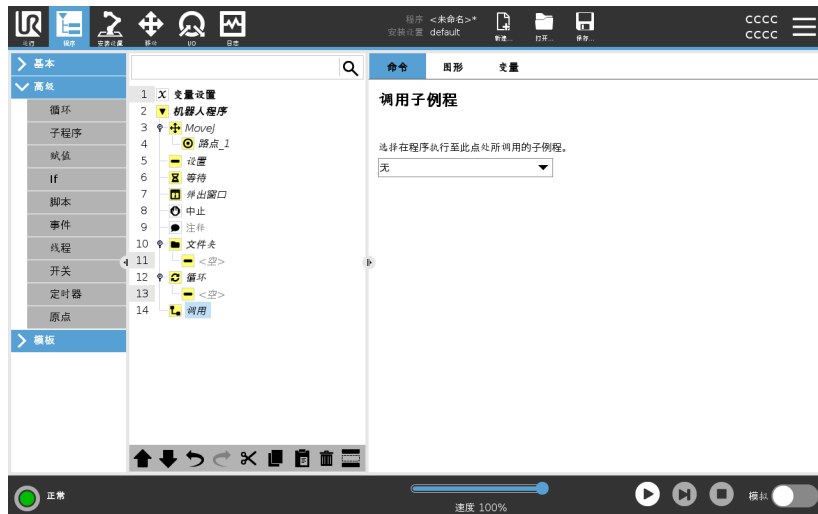 UR
运行
程序
安装设置
移动
I/O
日志
程序 <未命名>*
安装设置 default
新建...
打开...
保存...
CCCC
CCCC
基本
高级
循环
子程序
赋值
If
脚本
事件
线程
开关
定时器
原点
模板
1 X 变量设置
2 机器人程序
3 MoveJ
4 路点_1
5 设置
6 等待
7 弹出窗口
8 中止
9 注释
10 文件夹
11 <空>
12 循环
13 <空>
14 调用
命令 图形 变量
调用子例程
选择在程序执行至此点处所调用的子例程。
无
正常
速度 100%
模拟